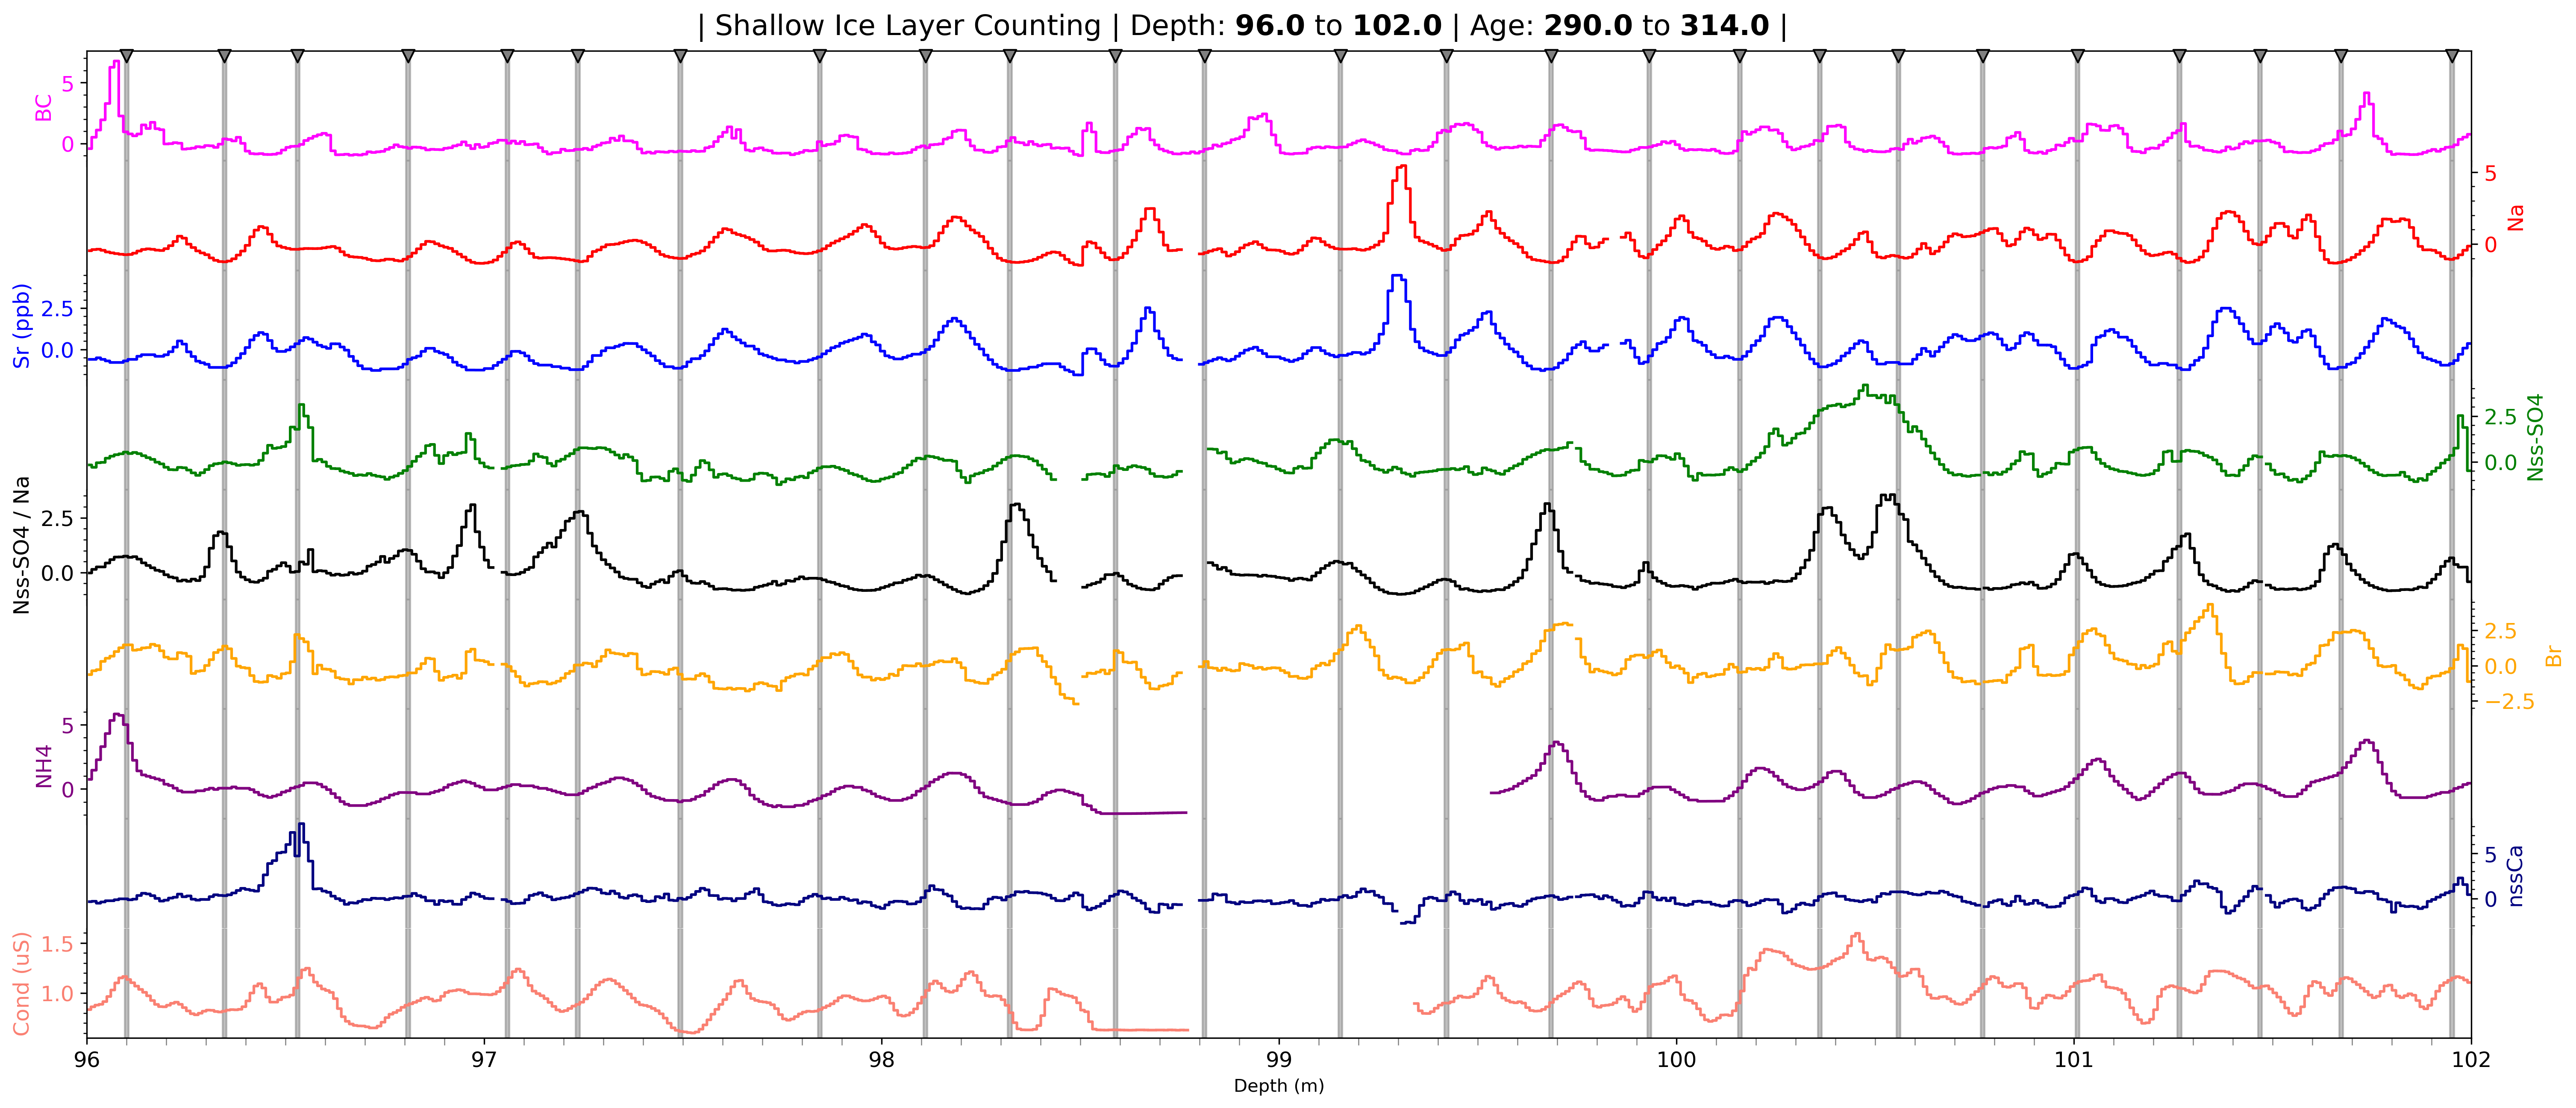 | Shallow Ice Layer Counting | Depth: 96.0 to 102.0 | Age: 290.0 to 314.0 |
BC
5
0
5
0
Na
Sr (ppb)
2.5
0.0
2.5
0.0
Nss-SO4
Nss-SO4 / Na
2.5
0.0
2.5
0.0
−2.5
Br
NH4
5
0
5
0
nssCa
Cond (uS)
1.5
1.0
96 97 98 99 100 101 102
Depth (m)